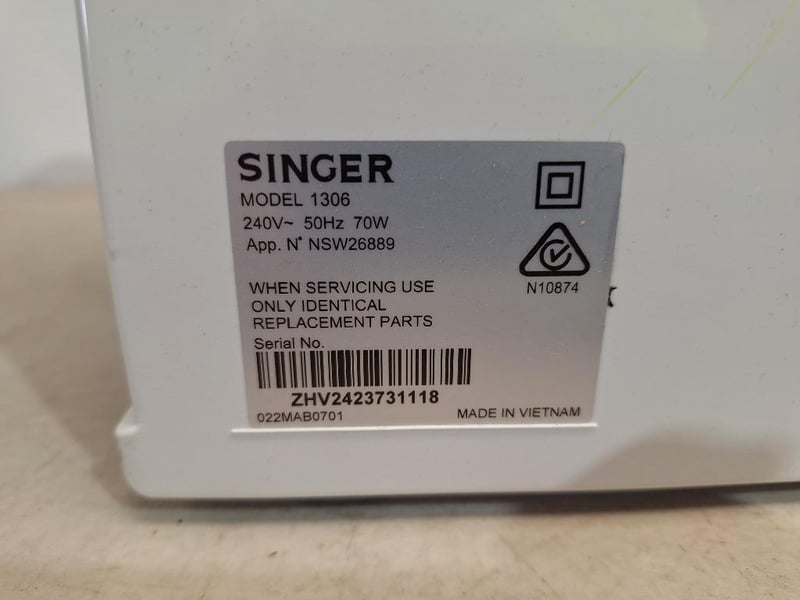 SINGER
MODEL 1306
240V~ 50Hz 70W
App. N° NSW26889
N10874
WHEN SERVICING USE
ONLY IDENTICAL
REPLACEMENT PARTS
Serial No.
ZHV2423731118
022MAB0701 MADE IN VIETNAM